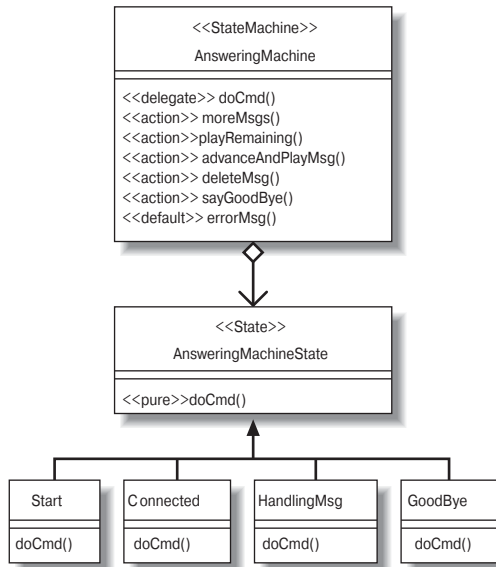 <<StateMachine>>
AnsweringMachine
<<delegate>> doCmd()
<<action>> moreMsgs()
<<action>>playRemaining()
<<action>> advanceAndPlayMsg()
<<action>> deleteMsg()
<<action>> sayGoodBye()
<<default>> errorMsg()
<<State>>
AnsweringMachineState
<<pure>>doCmd()
Start Connected HandlingMsg GoodBye
doCmd() doCmd() doCmd() doCmd()